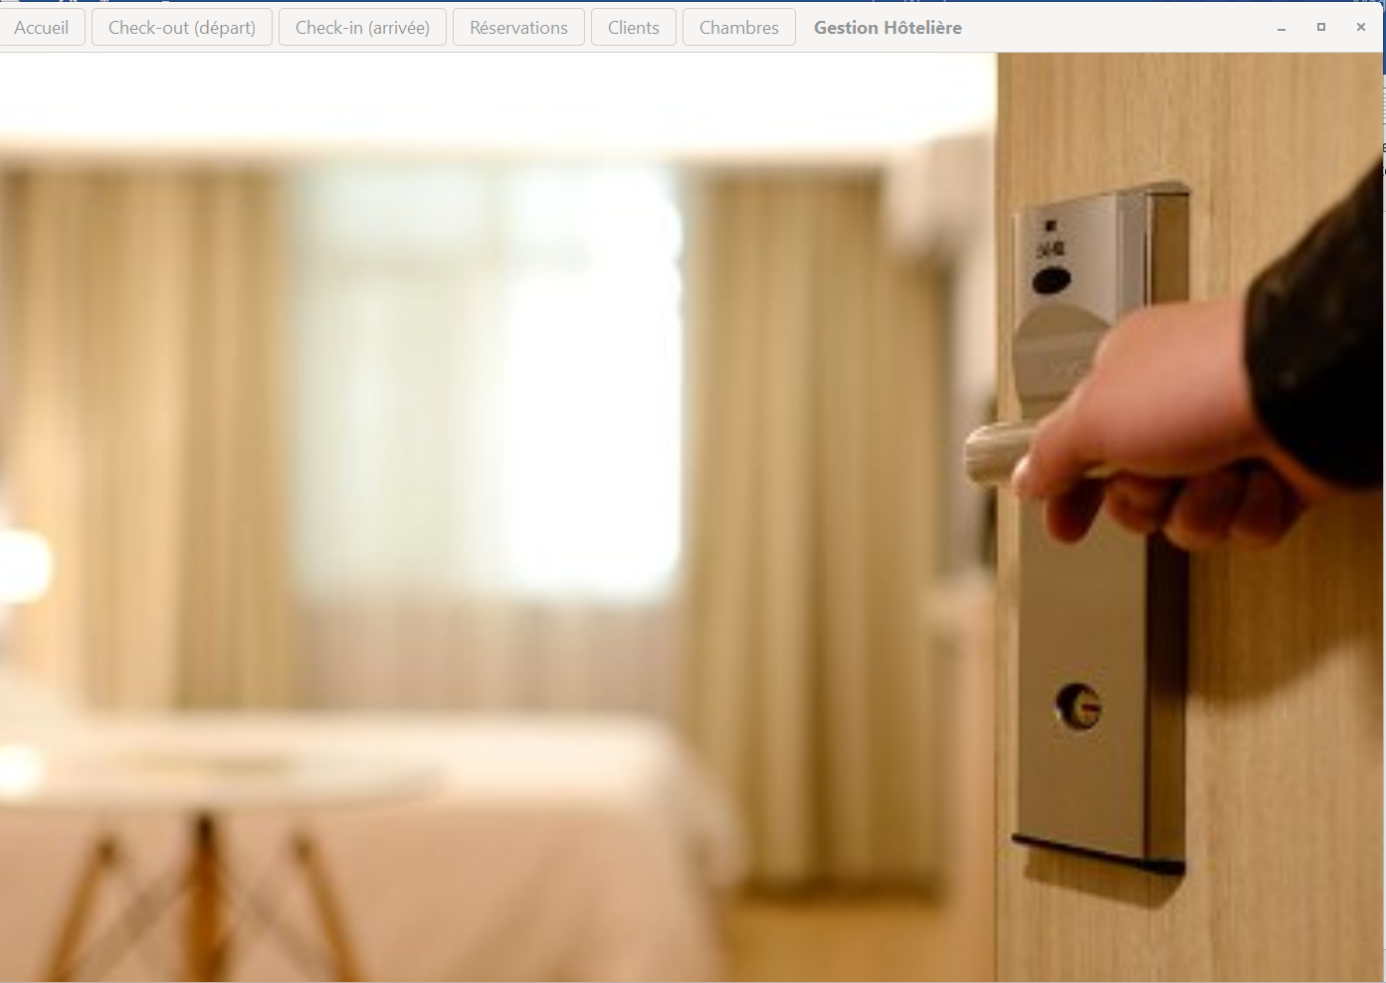 Accueil
Check-out (départ)
Check-in (arrivée)
Réservations
Clients
Chambres
Gestion Hôtelière